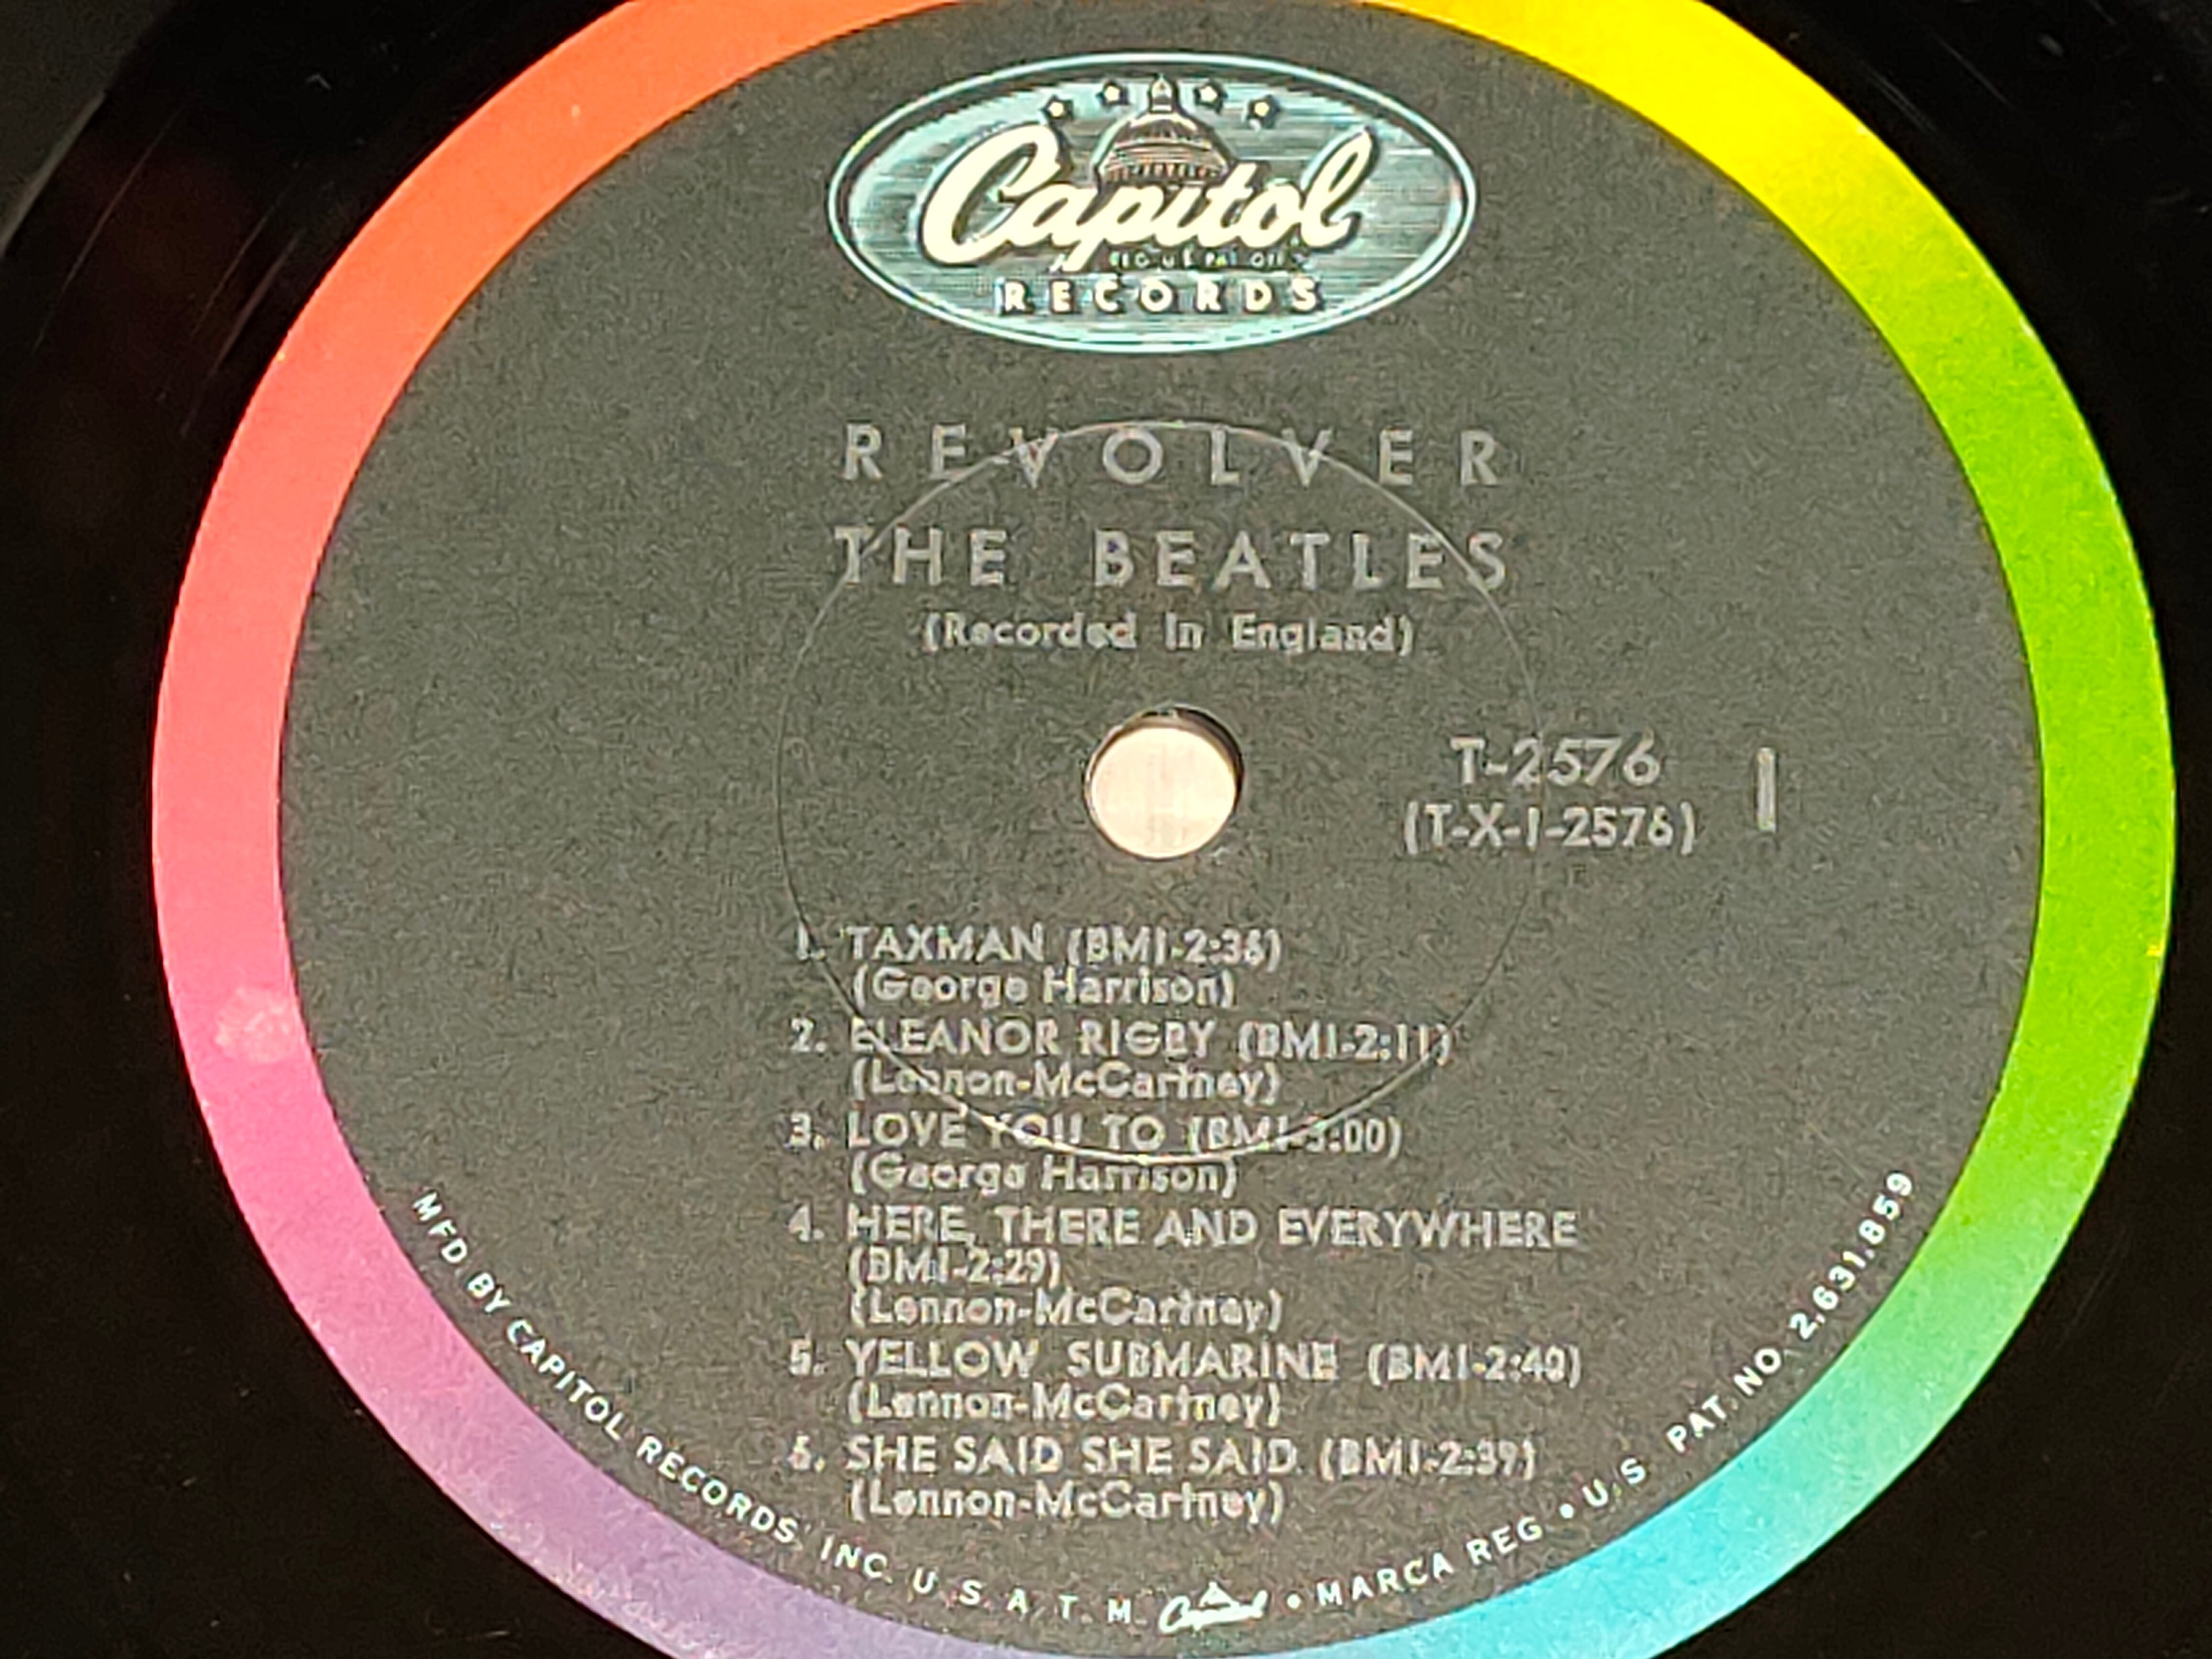 Capitol
REG. U.S. PAT. OFF.
RECORDS
REVOLVER
THE BEATLES
(Recorded In England)
T-2576
(T-X-1-2576)
1
1. TAXMAN (BMI-2:36)
(George Harrison)
2. ELEANOR RIGBY (BMI-2:11)
(Lennon-McCartney)
3. LOVE YOU TO (BMI-3:00)
(George Harrison)
4. HERE, THERE AND EVERYWHERE
(BMI-2:29)
(Lennon-McCartney)
5. YELLOW SUBMARINE (BMI-2:40)
(Lennon-McCartney)
6. SHE SAID SHE SAID (BMI-2:39)
(Lennon-McCartney)
MFD BY CAPITOL RECORDS, INC. U.S.A. T. M. Capitol • MARCA REG • U.S. PAT. NO. 2,631,859